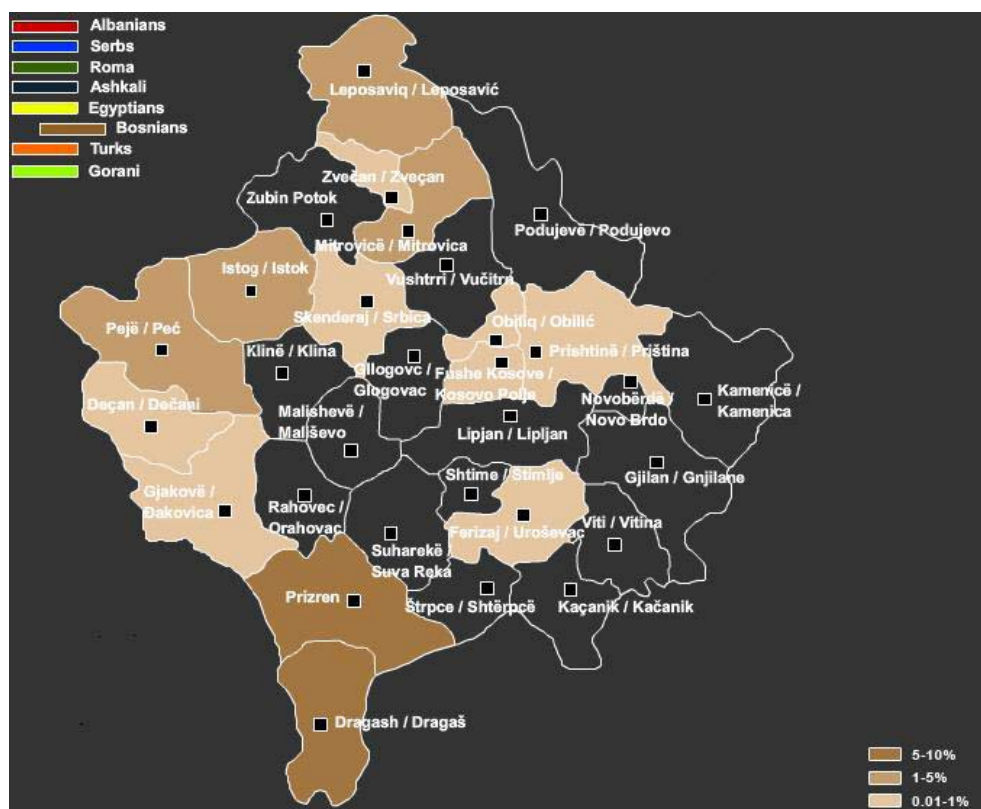 Albanians
Serbs
Roma
Ashkali
Egyptians
Bosnians
Turks
Gorani
Leposaviq / Leposavić
Zvečan / Zveçan
Zubin Potok
Mitrovicë / Mitrovica
Podujevë / Podujevo
Istog / Istok
Vushtrri / Vučitrn
Skenderaj / Srbica
Obiliq / Obilić
Pejë / Peć
Klinë / Klina
Gllogovc /
Glogovac
Prishtinë / Priština
Fushe Kosove /
Kosovo Polje
Deçan / Dečani
Malishevë /
Mališevo
Novobërdë /
Novo Brdo
Kamenicë /
Kamenica
Lipjan / Lipljan
Shtime / Štimlje
Gjilan / Gnjilane
Gjakovë /
Đakovica
Rahovec /
Orahovac
Ferizaj / Uroševac
Viti / Vitina
Suharekë /
Suva Reka
Prizren
Štrpce / Shtërpcë
Kaçanik / Kačanik
Dragash / Dragaš
5-10%
1-5%
0.01-1%